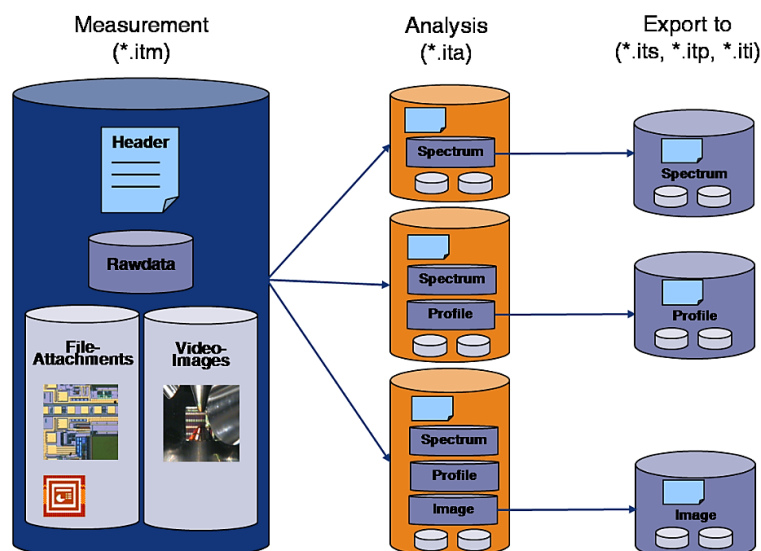 Measurement
(*.itm)
Analysis
(*.ita)
Export to
(*.its, *.itp, *.iti)
Header
Rawdata
File-
Attachments
Video-
Images
Spectrum
Spectrum
Profile
Spectrum
Profile
Image
Spectrum
Profile
Image